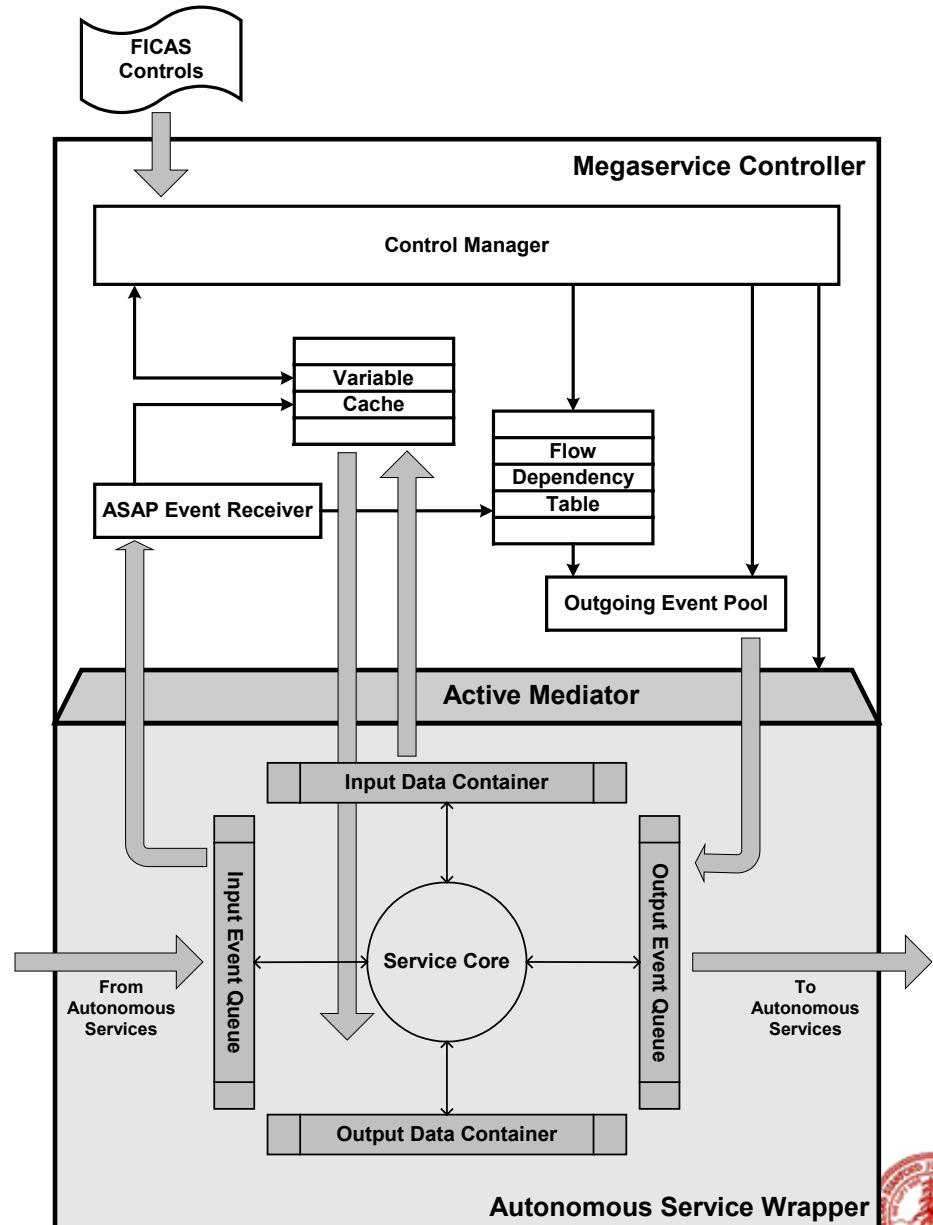 FICAS
Controls
Megaservice Controller
Control Manager
Variable
Cache
Flow
Dependency
Table
ASAP Event Receiver
Outgoing Event Pool
Active Mediator
Input Data Container
Input Event Queue
Output Event Queue
Service Core
From
Autonomous
Services
To
Autonomous
Services
Output Data Container
Autonomous Service Wrapper